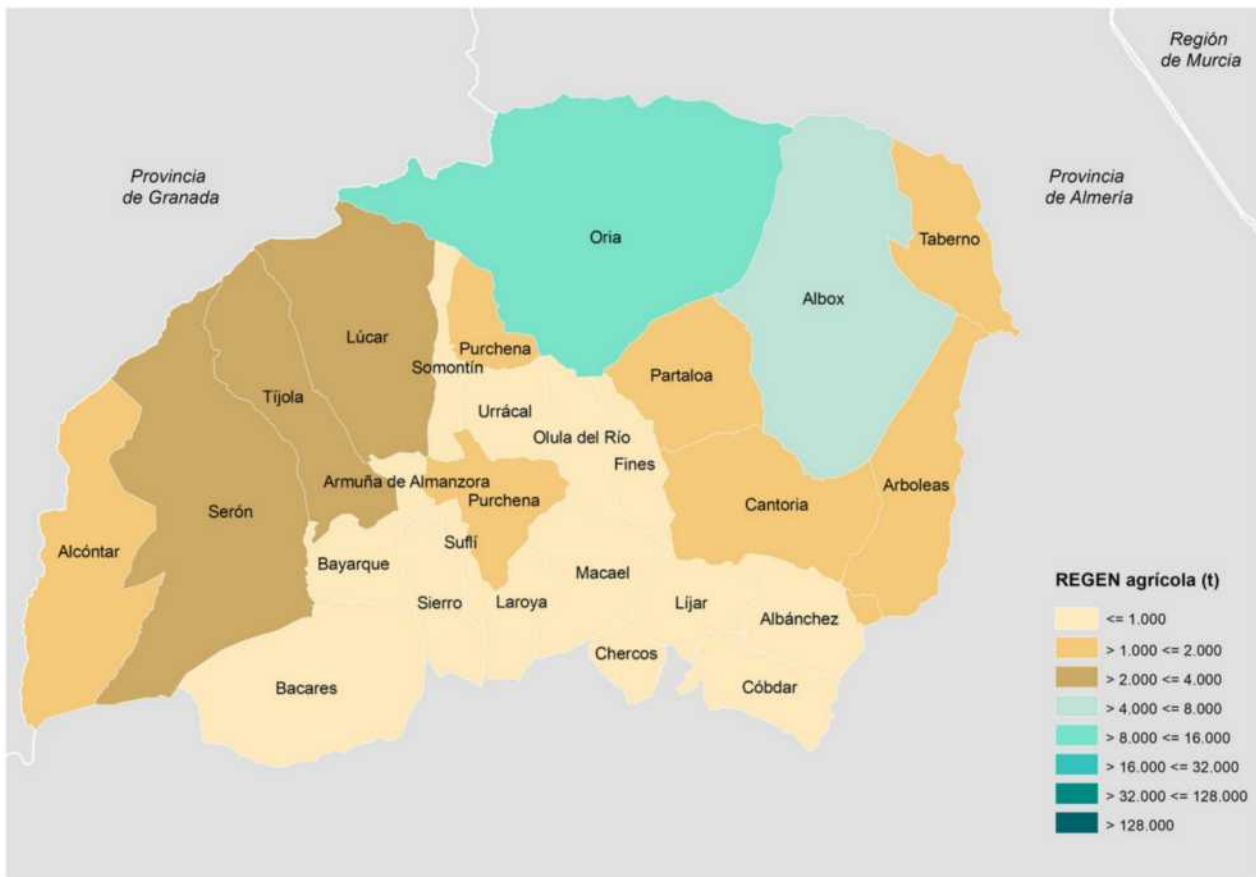 Región
de Murcia
Provincia
de Granada
Provincia
de Almería
Oria
Taberno
Albox
Lúcar
Purchena
Somontín
Partaloa
Tíjola
Urrácal
Olula del Río
Fines
Armuña de Almanzora
Purchena
Cantoria
Arboleas
Serón
Alcóntar
Suflí
Bayarque
Macael
Sierro
Laroya
Líjar
Albánchez
Chercos
Bacares
Cóbdar
REGEN agrícola (t)
<= 1.000
> 1.000 <= 2.000
> 2.000 <= 4.000
> 4.000 <= 8.000
> 8.000 <= 16.000
> 16.000 <= 32.000
> 32.000 <= 128.000
> 128.000